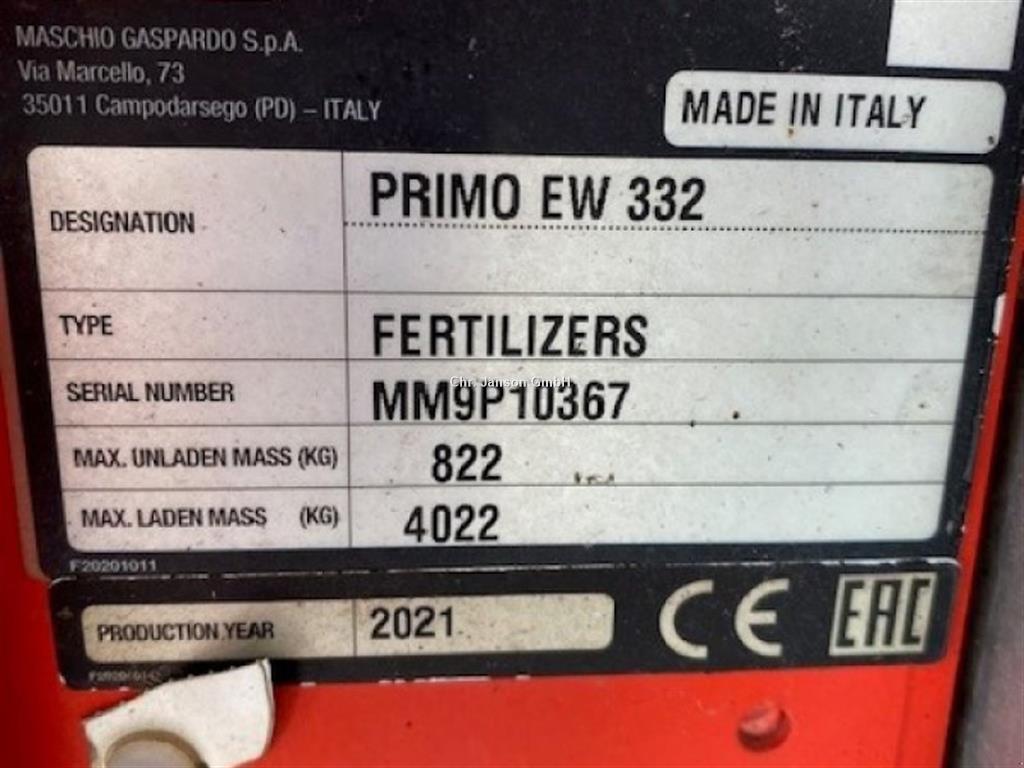 MASCHIO GASPARDO S.p.A.
Via Marcello, 73
35011 Campodarsego (PD) – ITALY
MADE IN ITALY
DESIGNATION PRIMO EW 332
TYPE FERTILIZERS
Chr. Janson GmbH
SERIAL NUMBER MM9P10367
MAX. UNLADEN MASS (KG) 822
MAX. LADEN MASS (KG) 4022
F20201011
PRODUCTION YEAR 2021
CE EAC